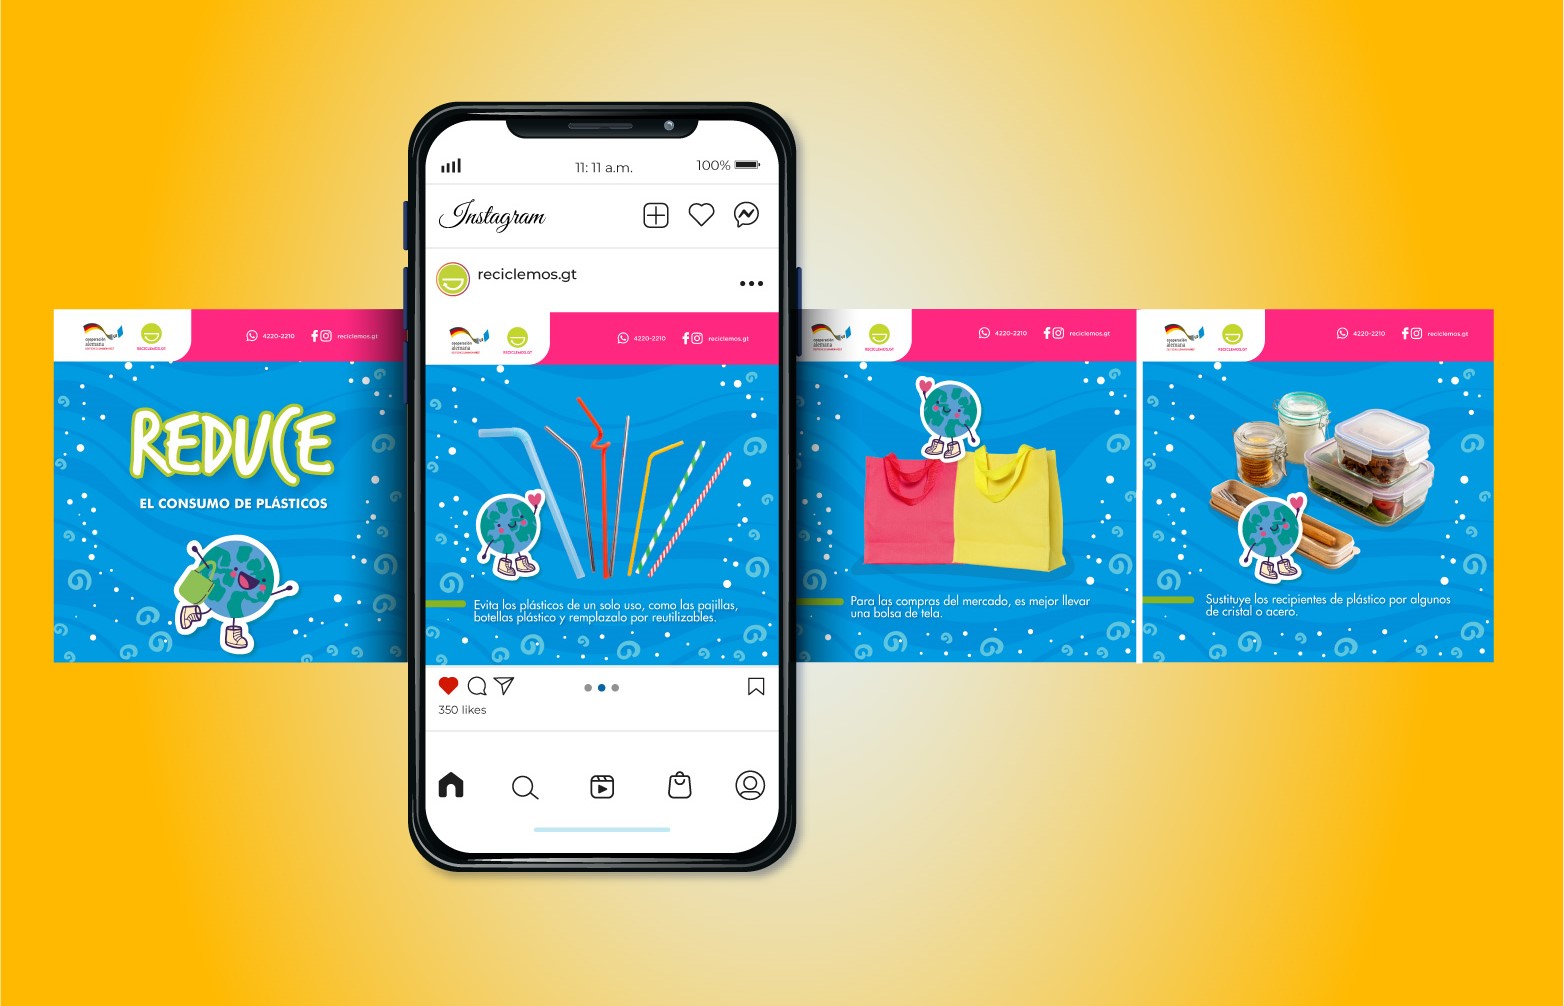 11:11 a.m.
100%
Instagram
reciclemos.gt
cooperación
alemana
RECICLEMOS.GT
4220-2210
reciclemos.gt
REDUCE
EL CONSUMO DE PLÁSTICOS
cooperación
alemana
RECICLEMOS.GT
4220-2210
reciclemos.gt
Evita los plásticos de un solo uso, como las pajillas,
botellas plástico y remplazalo por reutilizables.
350 likes
cooperación
alemana
RECICLEMOS.GT
4220-2210
reciclemos.gt
Para las compras del mercado, es mejor llevar
una bolsa de tela.
cooperación
alemana
RECICLEMOS.GT
4220-2210
reciclemos.gt
Sustituye los recipientes de plástico por algunos
de cristal o acero.